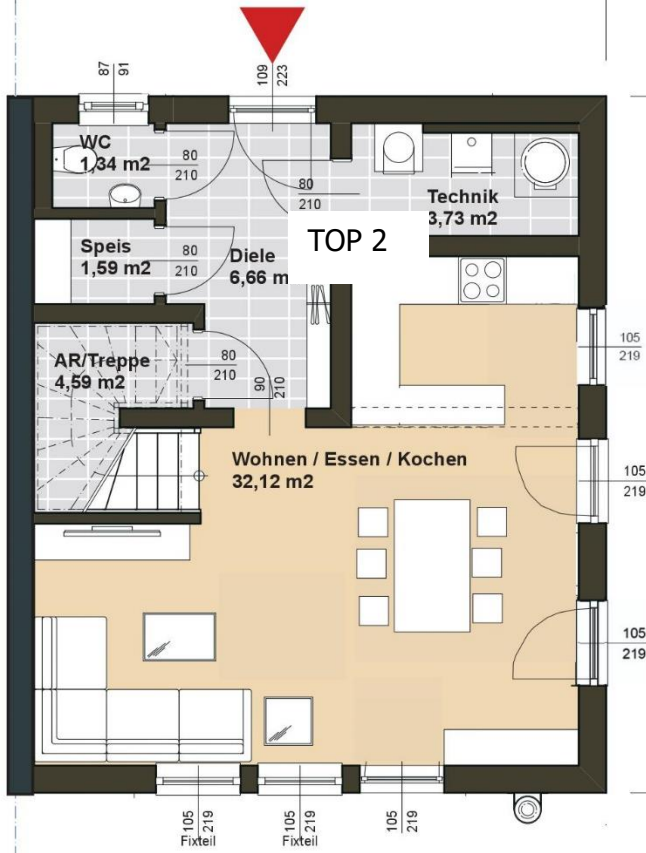 87
91
109
223
WC
1,34 m2
80
210
80
210
Technik
3,73 m2
TOP 2
Speis
1,59 m2
80
210
Diele
6,66 m
AR/Treppe
4,59 m2
80
210
90
210
105
219
Wohnen / Essen / Kochen
32,12 m2
105
219
105
219
105
219
Fixteil
105
219
Fixteil
105
219